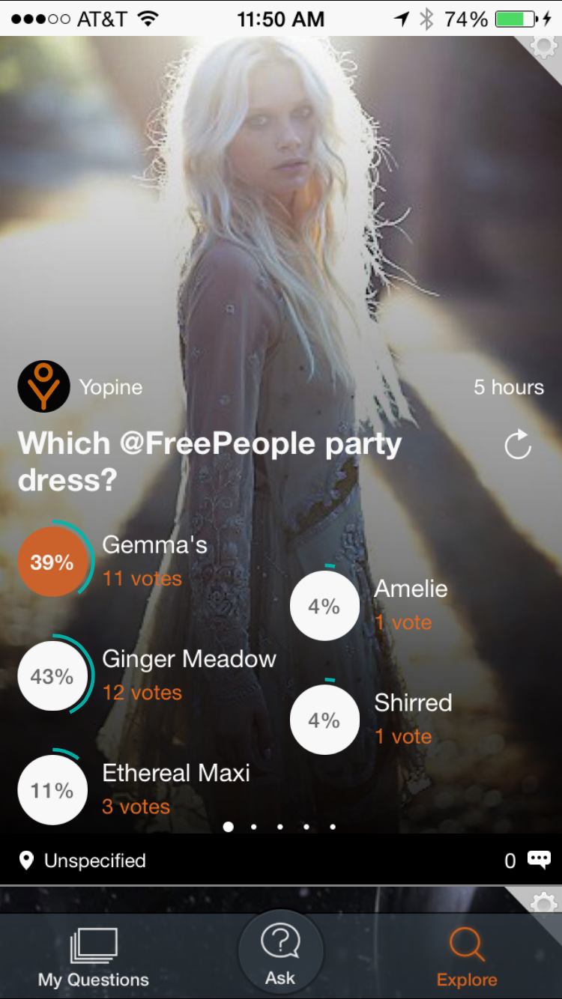 AT&T 11:50 AM 74%
Yopine 5 hours
Which @FreePeople party
dress?
39% Gemma's
11 votes
4% Amelie
1 vote
43% Ginger Meadow
12 votes
4% Shirred
1 vote
11% Ethereal Maxi
3 votes
Unspecified 0
My Questions Ask Explore